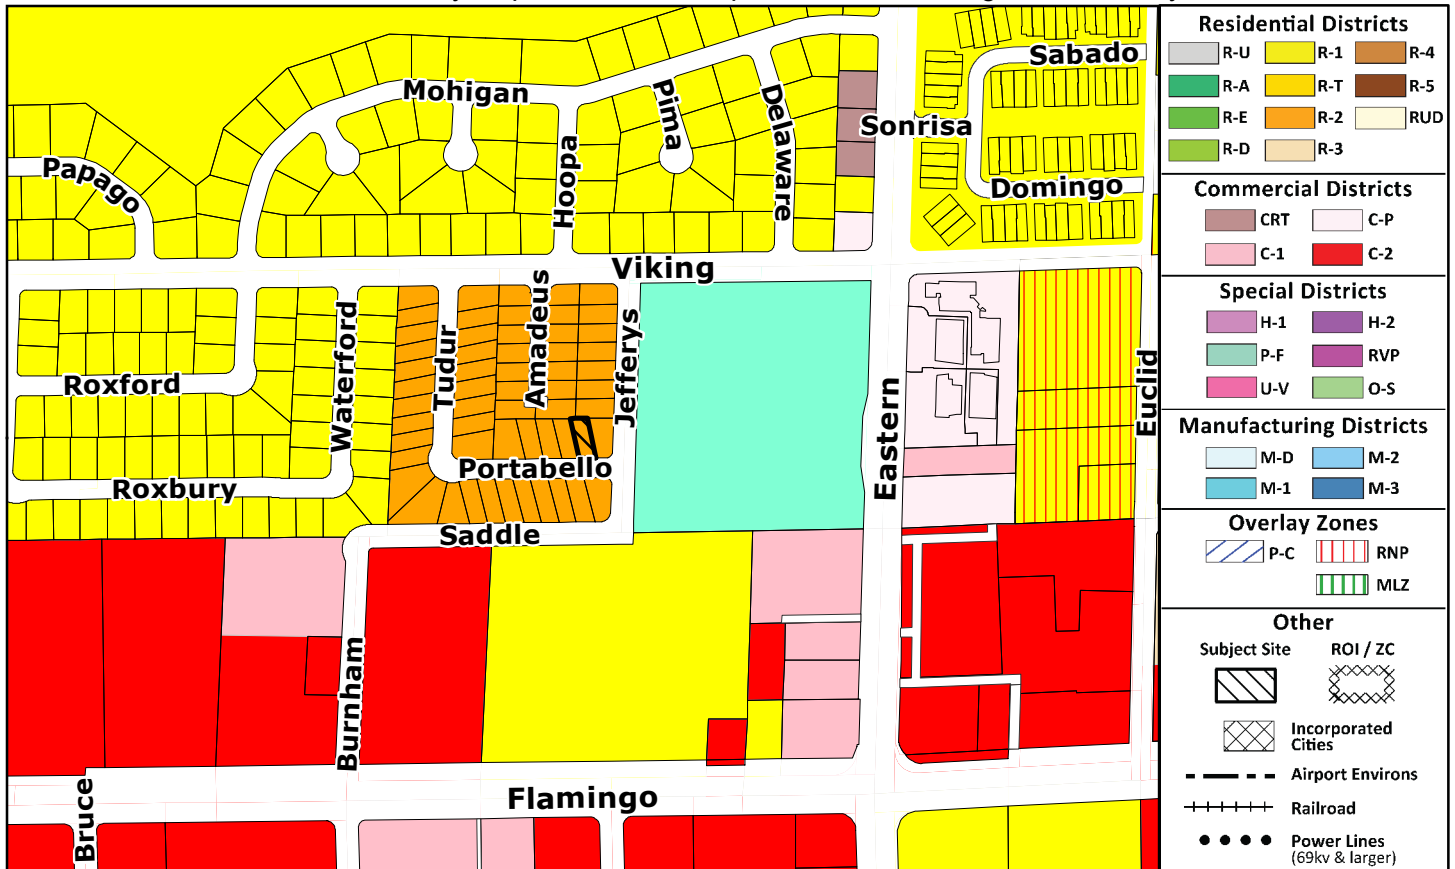 Mohigan
Pima
Delaware
Hoopa
Papago
Sabado
Sonrisa
Domingo
Viking
Amadeus
Jefferys
Waterford
Tudur
Roxford
Eastern
Euclid
Portabello
Roxbury
Saddle
Burnham
Bruce
Flamingo
Residential Districts
R-U R-1 R-4
R-A R-T R-5
R-E R-2 RUD
R-D R-3
Commercial Districts
CRT C-P
C-1 C-2
Special Districts
H-1 H-2
P-F RVP
U-V O-S
Manufacturing Districts
M-D M-2
M-1 M-3
Overlay Zones
P-C RNP
MLZ
Other
Subject Site ROI / ZC
Incorporated
Cities
Airport Environs
Railroad
Power Lines
(69kv & larger)